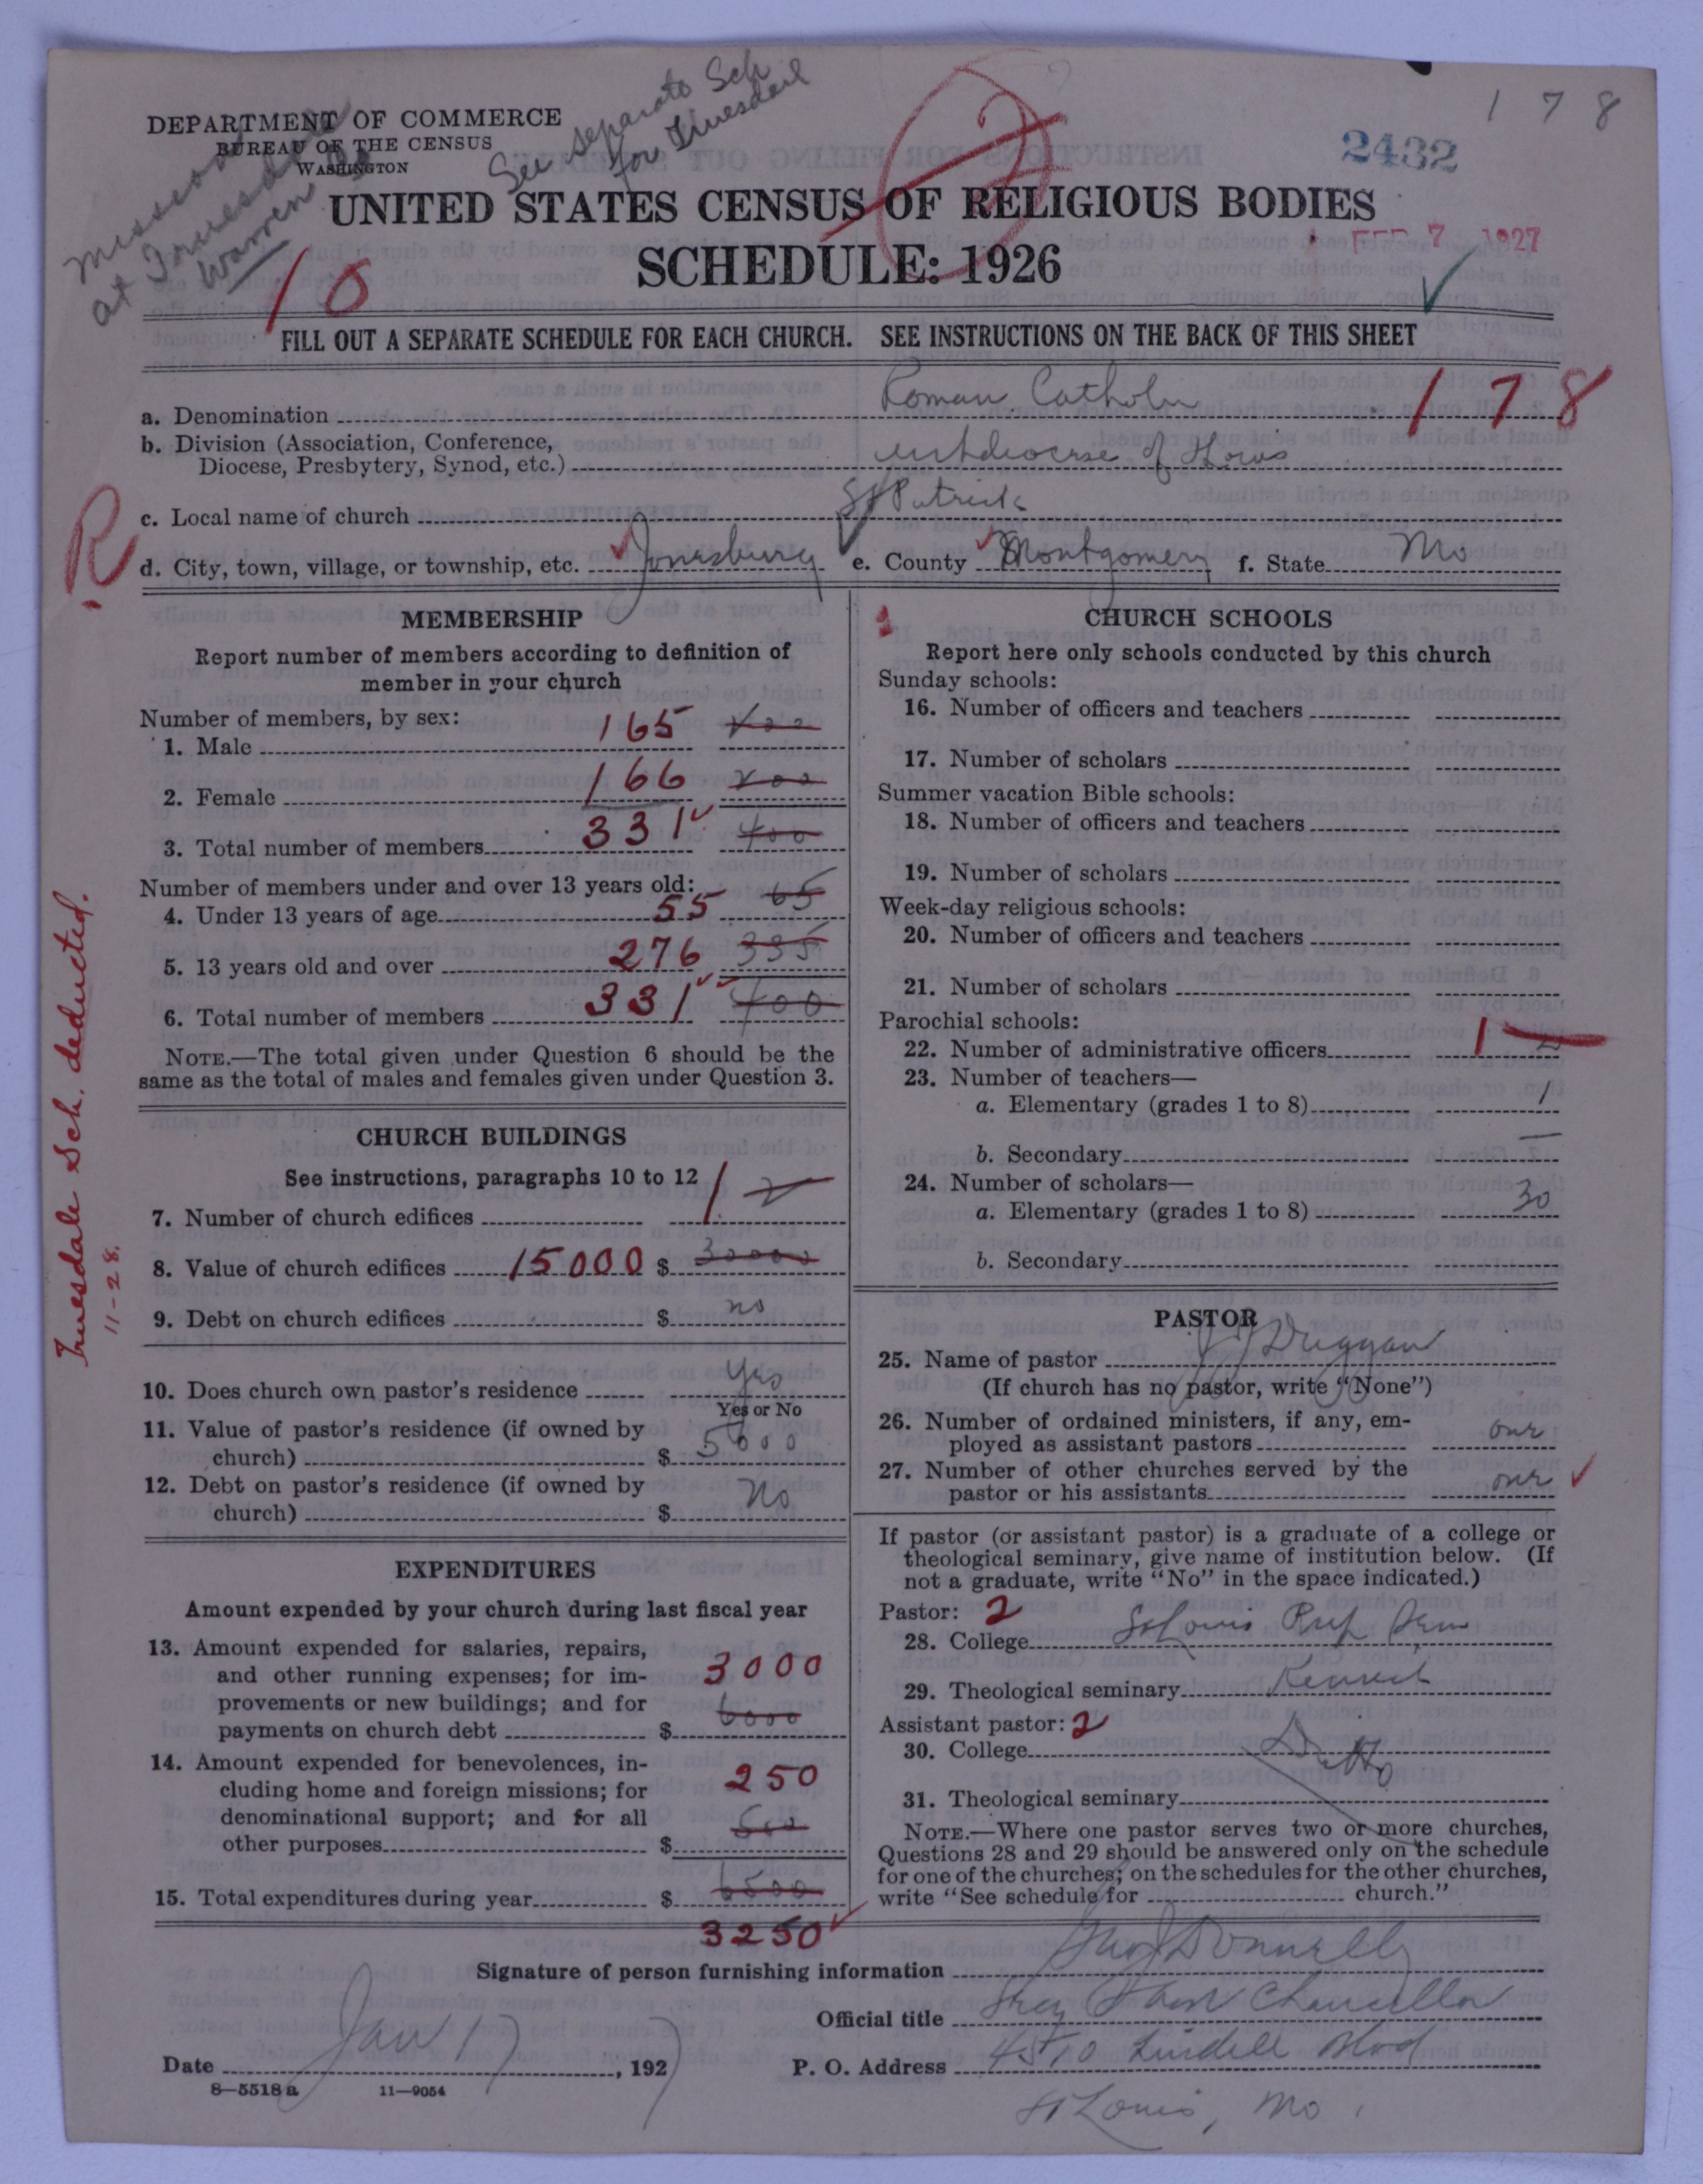 See separate Sch
for Truesdail
1 7 8
DEPARTMENT OF COMMERCE
BUREAU OF THE CENSUS
WASHINGTON
2432
Mission
at Truesdale
Warren Co
UNITED STATES CENSUS OF RELIGIOUS BODIES
FEB 7 1927
SCHEDULE: 1926
10
FILL OUT A SEPARATE SCHEDULE FOR EACH CHURCH. SEE INSTRUCTIONS ON THE BACK OF THIS SHEET
a. Denomination Roman Catholic 178
b. Division (Association, Conference,
Diocese, Presbytery, Synod, etc.) Archdiocese of St Louis
c. Local name of church St Patrick
R
d. City, town, village, or township, etc. Jonesburg e. County Montgomery f. State Mo
MEMBERSHIP
Report number of members according to definition of
member in your church
Number of members, by sex:
1. Male 165 200
2. Female 166 200
3. Total number of members 331 400
Number of members under and over 13 years old:
4. Under 13 years of age 55 65
5. 13 years old and over 276 335
6. Total number of members 331 400
NOTE.—The total given under Question 6 should be the
same as the total of males and females given under Question 3.
Truesdale Sch. deducted.
11-28.
CHURCH BUILDINGS
See instructions, paragraphs 10 to 12
7. Number of church edifices 1 2
8. Value of church edifices 15000 $ 30000
9. Debt on church edifices $ no
10. Does church own pastor's residence yes
Yes or No
11. Value of pastor's residence (if owned by
church) $ 5000
12. Debt on pastor's residence (if owned by
church) $ No
EXPENDITURES
Amount expended by your church during last fiscal year
13. Amount expended for salaries, repairs,
and other running expenses; for im- 3000
provements or new buildings; and for
payments on church debt $ 6000
14. Amount expended for benevolences, in-
cluding home and foreign missions; for 250
denominational support; and for all
other purposes $ 500
15. Total expenditures during year $ 6500
3250
CHURCH SCHOOLS
Report here only schools conducted by this church
Sunday schools:
16. Number of officers and teachers
17. Number of scholars
Summer vacation Bible schools:
18. Number of officers and teachers
19. Number of scholars
Week-day religious schools:
20. Number of officers and teachers
21. Number of scholars
Parochial schools:
22. Number of administrative officers 1 2
23. Number of teachers—
a. Elementary (grades 1 to 8) 1
b. Secondary —
24. Number of scholars—
a. Elementary (grades 1 to 8) 30
b. Secondary
PASTOR
25. Name of pastor J J Duggan
(If church has no pastor, write "None")
26. Number of ordained ministers, if any, em-
ployed as assistant pastors one
27. Number of other churches served by the
pastor or his assistants one
If pastor (or assistant pastor) is a graduate of a college or
theological seminary, give name of institution below. (If
not a graduate, write "No" in the space indicated.)
Pastor: 2
28. College St Louis Prep Sem
29. Theological seminary Kenrick
Assistant pastor: 2
30. College Ditto
31. Theological seminary
NOTE.—Where one pastor serves two or more churches,
Questions 28 and 29 should be answered only on the schedule
for one of the churches; on the schedules for the other churches,
write "See schedule for church."
Signature of person furnishing information Donnelly
Official title Chancellor
Date Jan 17, 1927 P. O. Address 4510 Lindell Blvd
8—5518 a 11—9054
St Louis, Mo.